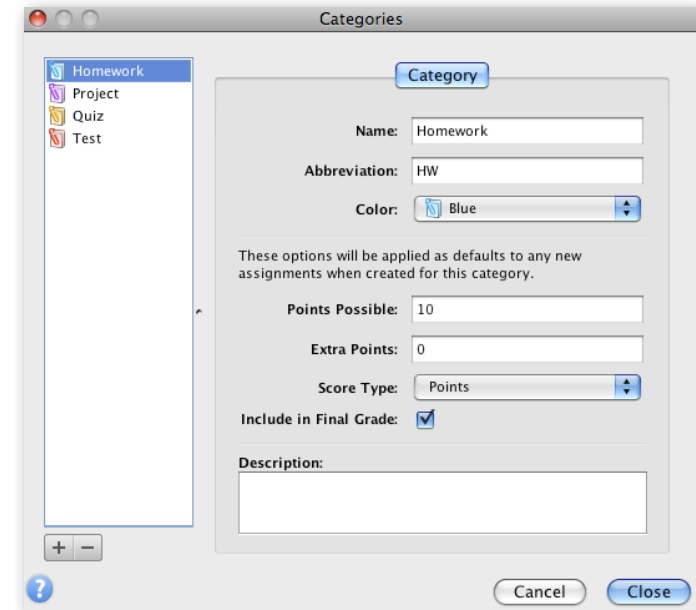 Categories
Homework
Project
Quiz
Test
Category
Name: Homework
Abbreviation: HW
Color: Blue
These options will be applied as defaults to any new
assignments when created for this category.
Points Possible: 10
Extra Points: 0
Score Type: Points
Include in Final Grade:
Description:
+ −
? Cancel Close